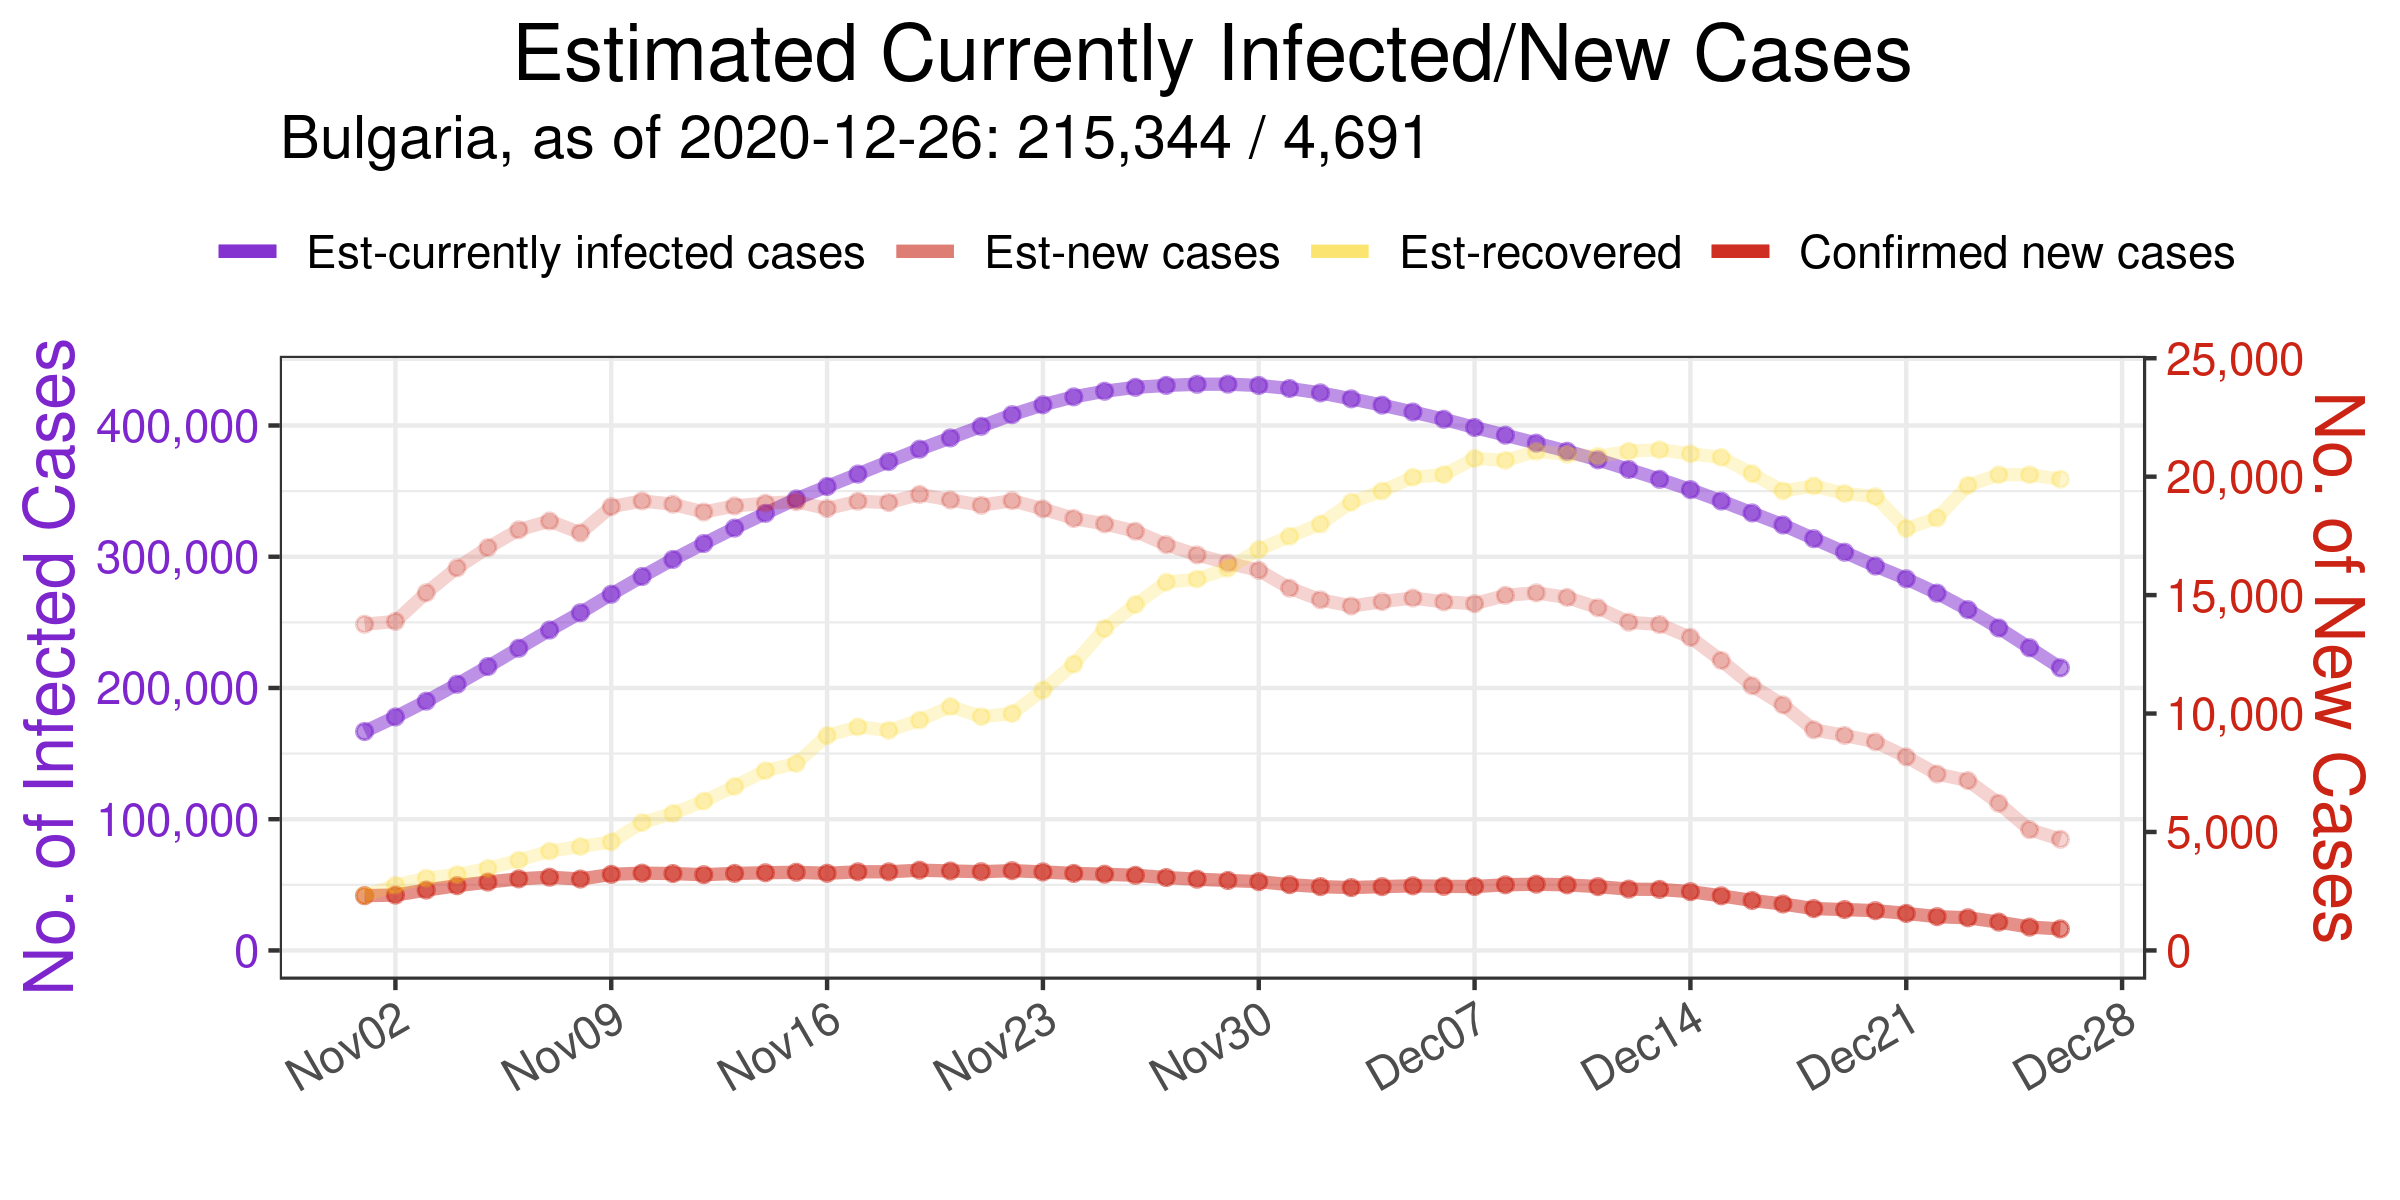 Estimated Currently Infected/New Cases
Bulgaria, as of 2020-12-26: 215,344 / 4,691
Est-currently infected cases Est-new cases Est-recovered Confirmed new cases
No. of Infected Cases
400,000
300,000
200,000
100,000
0
25,000
20,000
15,000
10,000
5,000
0
No. of New Cases
Nov02 Nov09 Nov16 Nov23 Nov30 Dec07 Dec14 Dec21 Dec28